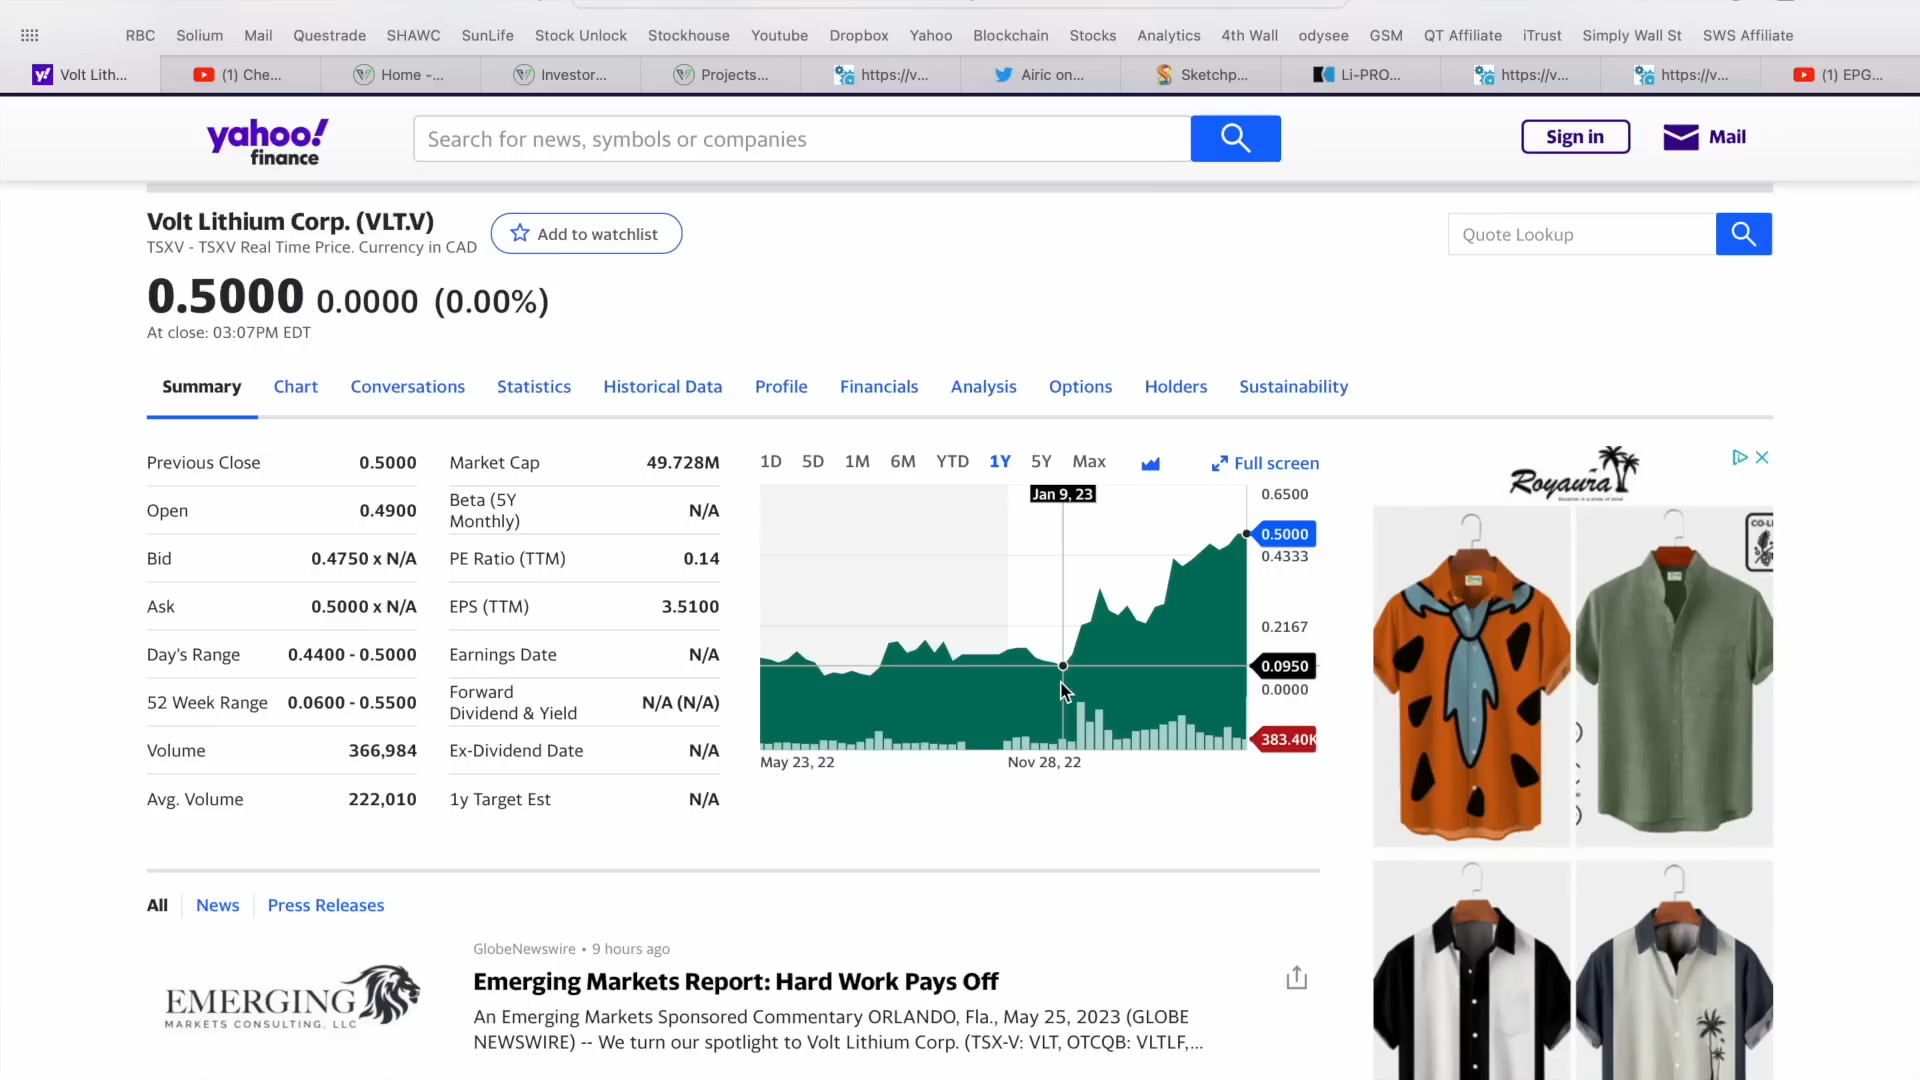 RBC Solium Mail Questrade SHAWC SunLife Stock Unlock Stockhouse Youtube Dropbox Yahoo Blockchain Stocks Analytics 4th Wall odysee GSM QT Affiliate iTrust Simply Wall St SWS Affiliate
Volt Lith... (1) Che... Home -... Investor... Projects... https://v... Airic on... Sketchp... Li-PRO... https://v... https://v... (1) EPG...
yahoo! finance
Search for news, symbols or companies
Sign in
Mail
Volt Lithium Corp. (VLT.V)
TSXV - TSXV Real Time Price. Currency in CAD
Add to watchlist
Quote Lookup
0.5000 0.0000 (0.00%)
At close: 03:07PM EDT
Summary Chart Conversations Statistics Historical Data Profile Financials Analysis Options Holders Sustainability
Previous Close 0.5000
Open 0.4900
Bid 0.4750 x N/A
Ask 0.5000 x N/A
Day's Range 0.4400 - 0.5000
52 Week Range 0.0600 - 0.5500
Volume 366,984
Avg. Volume 222,010
Market Cap 49.728M
Beta (5Y Monthly) N/A
PE Ratio (TTM) 0.14
EPS (TTM) 3.5100
Earnings Date N/A
Forward Dividend & Yield N/A (N/A)
Ex-Dividend Date N/A
1y Target Est N/A
1D 5D 1M 6M YTD 1Y 5Y Max
Full screen
Jan 9, 23
0.6500
0.5000
0.4333
0.2167
0.0950
0.0000
383.40K
May 23, 22
Nov 28, 22
Royaura
CO-LI
All News Press Releases
EMERGING
MARKETS CONSULTING, LLC
GlobeNewswire • 9 hours ago
Emerging Markets Report: Hard Work Pays Off
An Emerging Markets Sponsored Commentary ORLANDO, Fla., May 25, 2023 (GLOBE
NEWSWIRE) -- We turn our spotlight to Volt Lithium Corp. (TSX-V: VLT, OTCQB: VLTLF,...